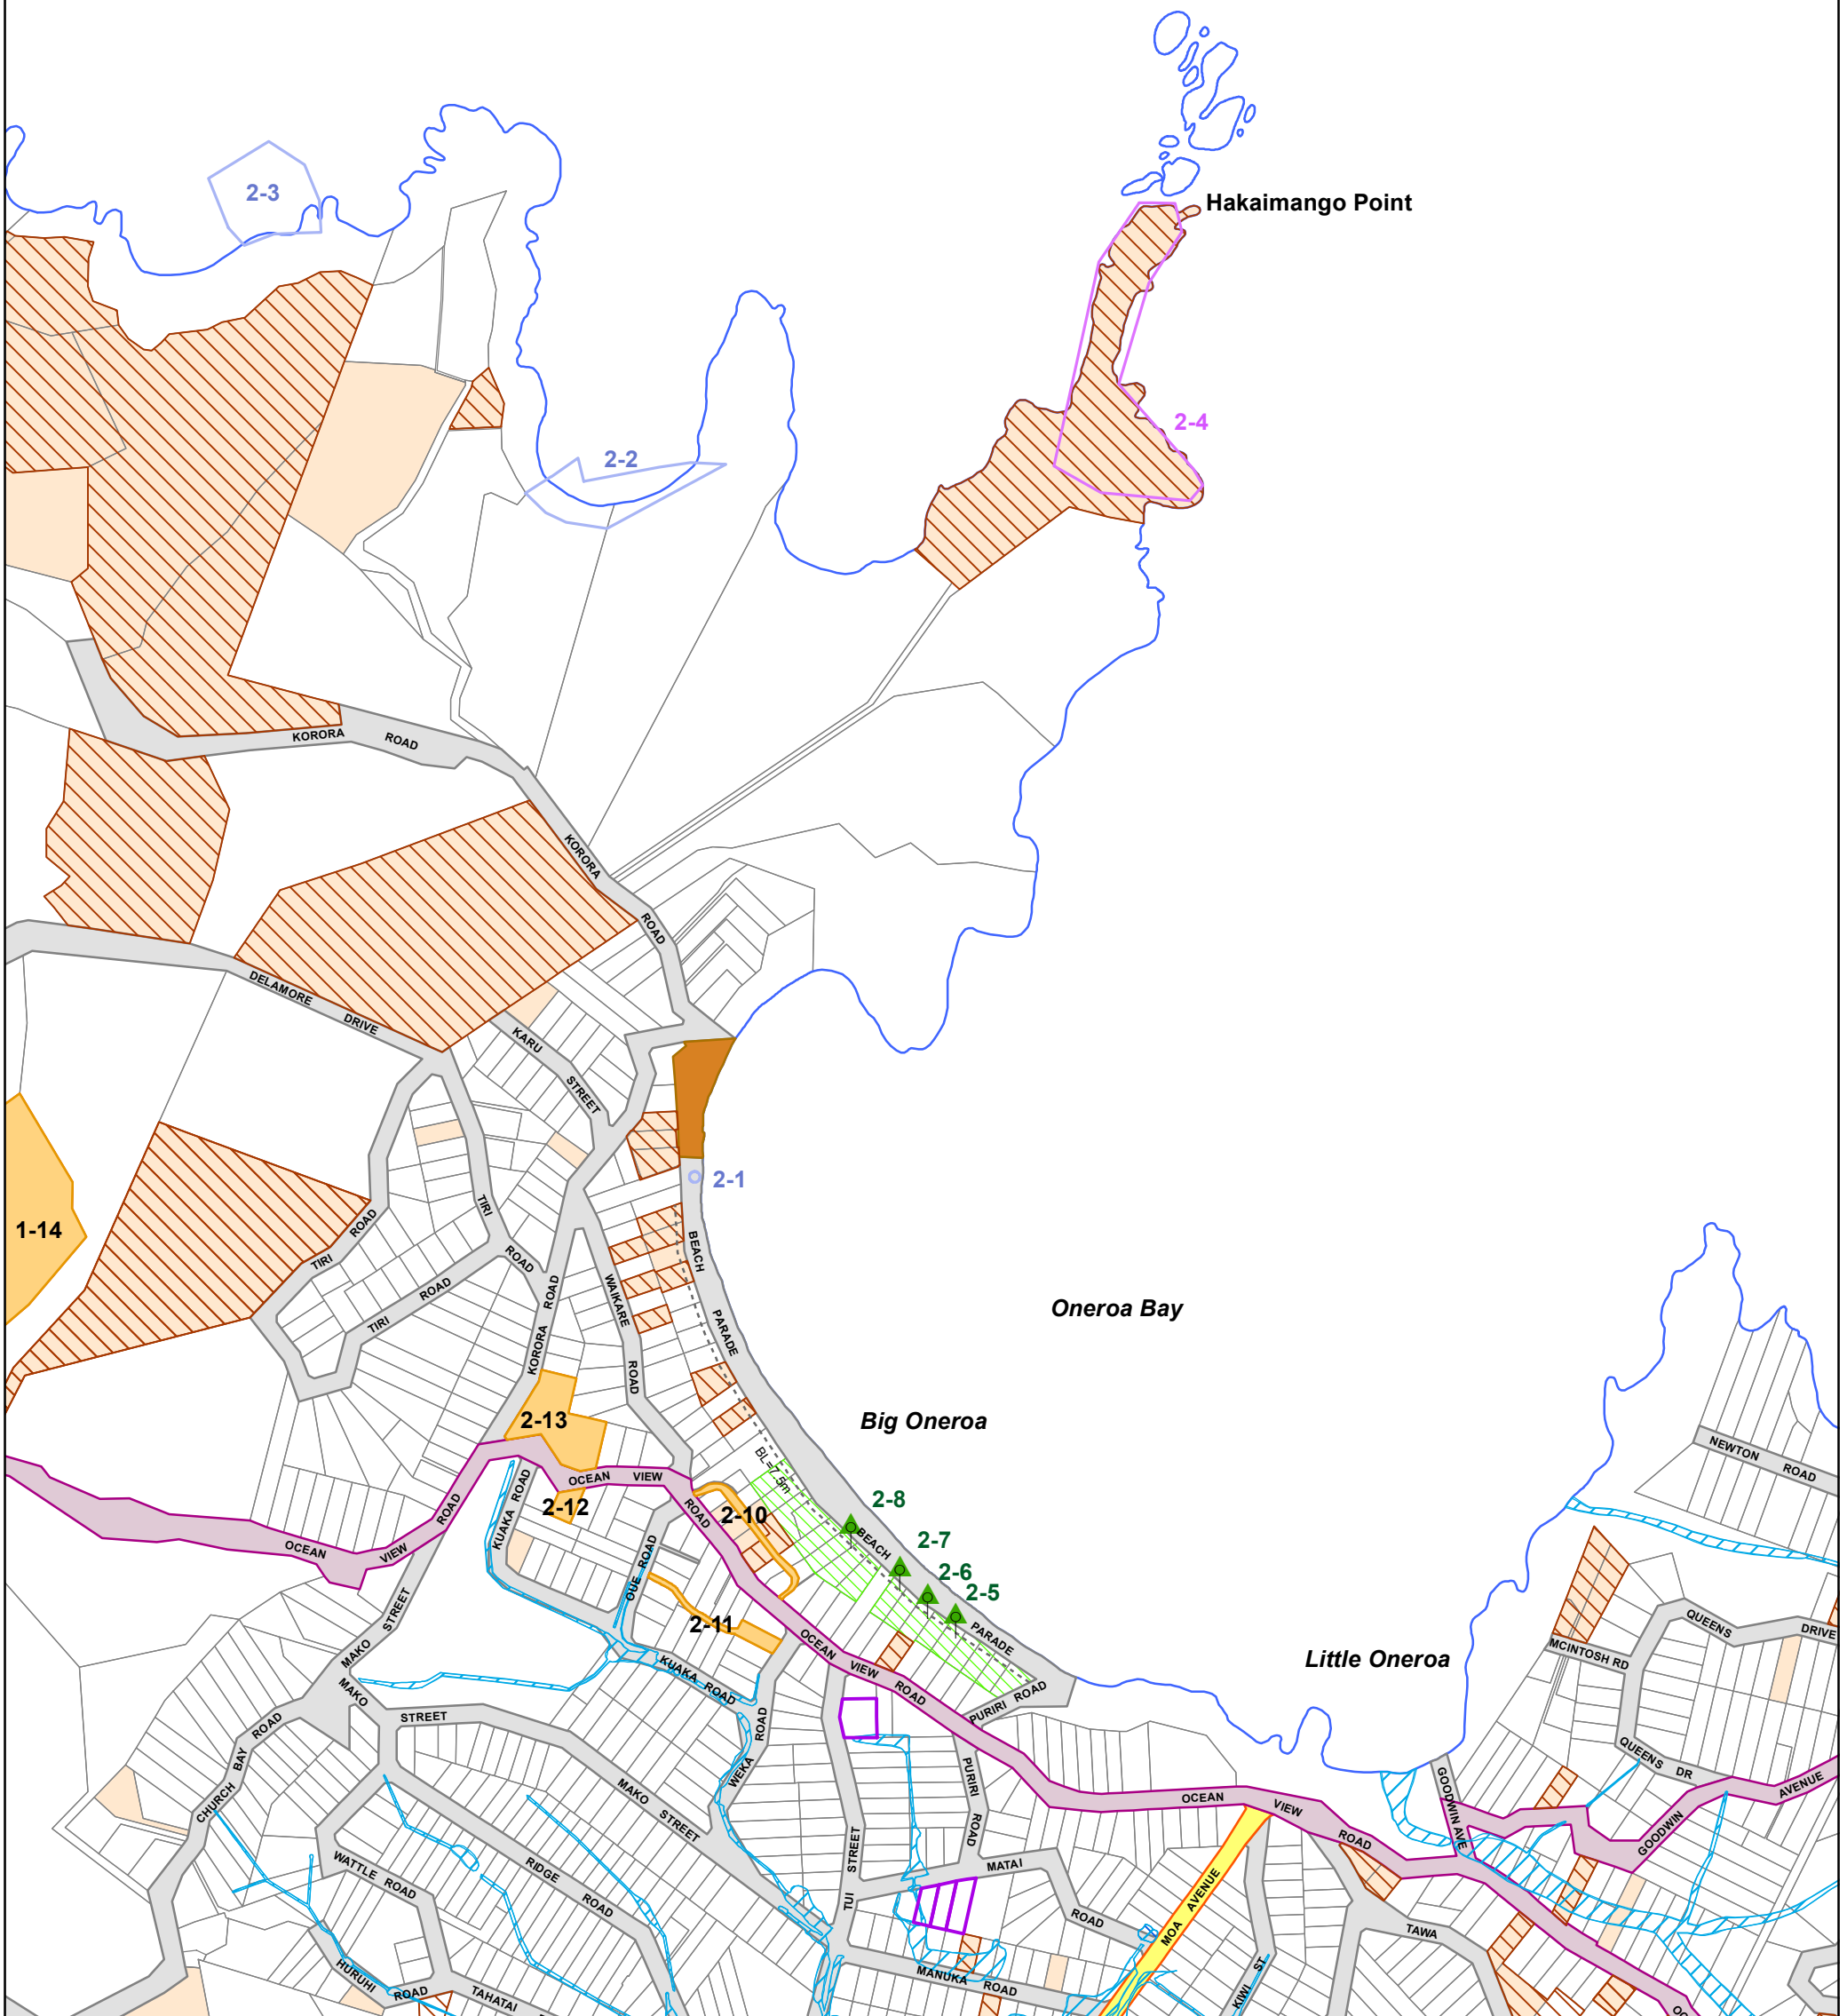 2-3
Hakaimango Point
2-4
2-2
KORORA ROAD
KORORA
ROAD
DELAMORE
DRIVE
KARU
STREET
2-1
1-14
TIRI
ROAD
TIRI
ROAD
BEACH
TIRI
ROAD
KORORA
ROAD
WAIKARE
ROAD
PARADE
Oneroa Bay
Big Oneroa
2-13
NEWTON ROAD
BL=7.5m
OCEAN VIEW
ROAD
2-12
2-10
2-8
BEACH
2-7
2-6
2-5
KUAKA
ROAD
OCEAN
VIEW
ROAD
OUE ROAD
2-11
PARADE
OCEAN
VIEW
ROAD
MAKO
STREET
QUEENS
DRIVE
MCINTOSH RD
Little Oneroa
KUAKA
ROAD
PURIRI ROAD
MAKO
STREET
CHURCH BAY ROAD
WEKA
ROAD
QUEENS
DR
MAKO
STREET
PURIRI
ROAD
OCEAN
VIEW
ROAD
GOODWIN AVE
GOODWIN
AVENUE
WATTLE
ROAD
RIDGE
ROAD
TUI
STREET
MATAI
ROAD
MOA AVENUE
TAWA
HURUHI
ROAD
TAHATAI
MANUKA
ROAD
KIWI ST